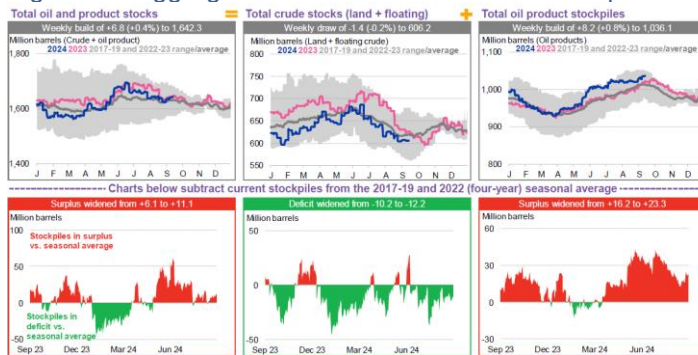 Total oil and product stocks = Total crude stocks (land + floating) + Total oil product stockpiles
Weekly build of +6.8 (+0.4%) to 1,642.3
Million barrels (Crude + oil product)
2024 2023 2017-19 and 2022-23 range/average
1,800
1,600
1,400
J F M A M J J A S O N D
Weekly draw of -1.4 (-0.2%) to 606.2
Million barrels (Land + floating crude)
2024 2023 2017-19 and 2022-23 range/average
800
750
700
650
600
550
J F M A M J J A S O N D
Weekly build of +8.2 (+0.8%) to 1,036.1
Million barrels (Oil products)
2024 2023 2017-19 and 2022-23 range/average
1,100
1,000
900
800
J F M A M J J A S O N D
Charts below subtract current stockpiles from the 2017-19 and 2022 (four-year) seasonal average
Surplus widened from +6.1 to +11.1
Million barrels
100
Stockpiles in surplus
vs. seasonal average
50
0
Stockpiles in
deficit vs.
seasonal average
-50
Sep 23 Dec 23 Mar 24 Jun 24
Deficit widened from -10.2 to -12.2
Million barrels
50
0
-50
Sep 23 Dec 23 Mar 24 Jun 24
Surplus widened from +16.2 to +23.3
Million barrels
60
30
0
-30
Sep 23 Dec 23 Mar 24 Jun 24